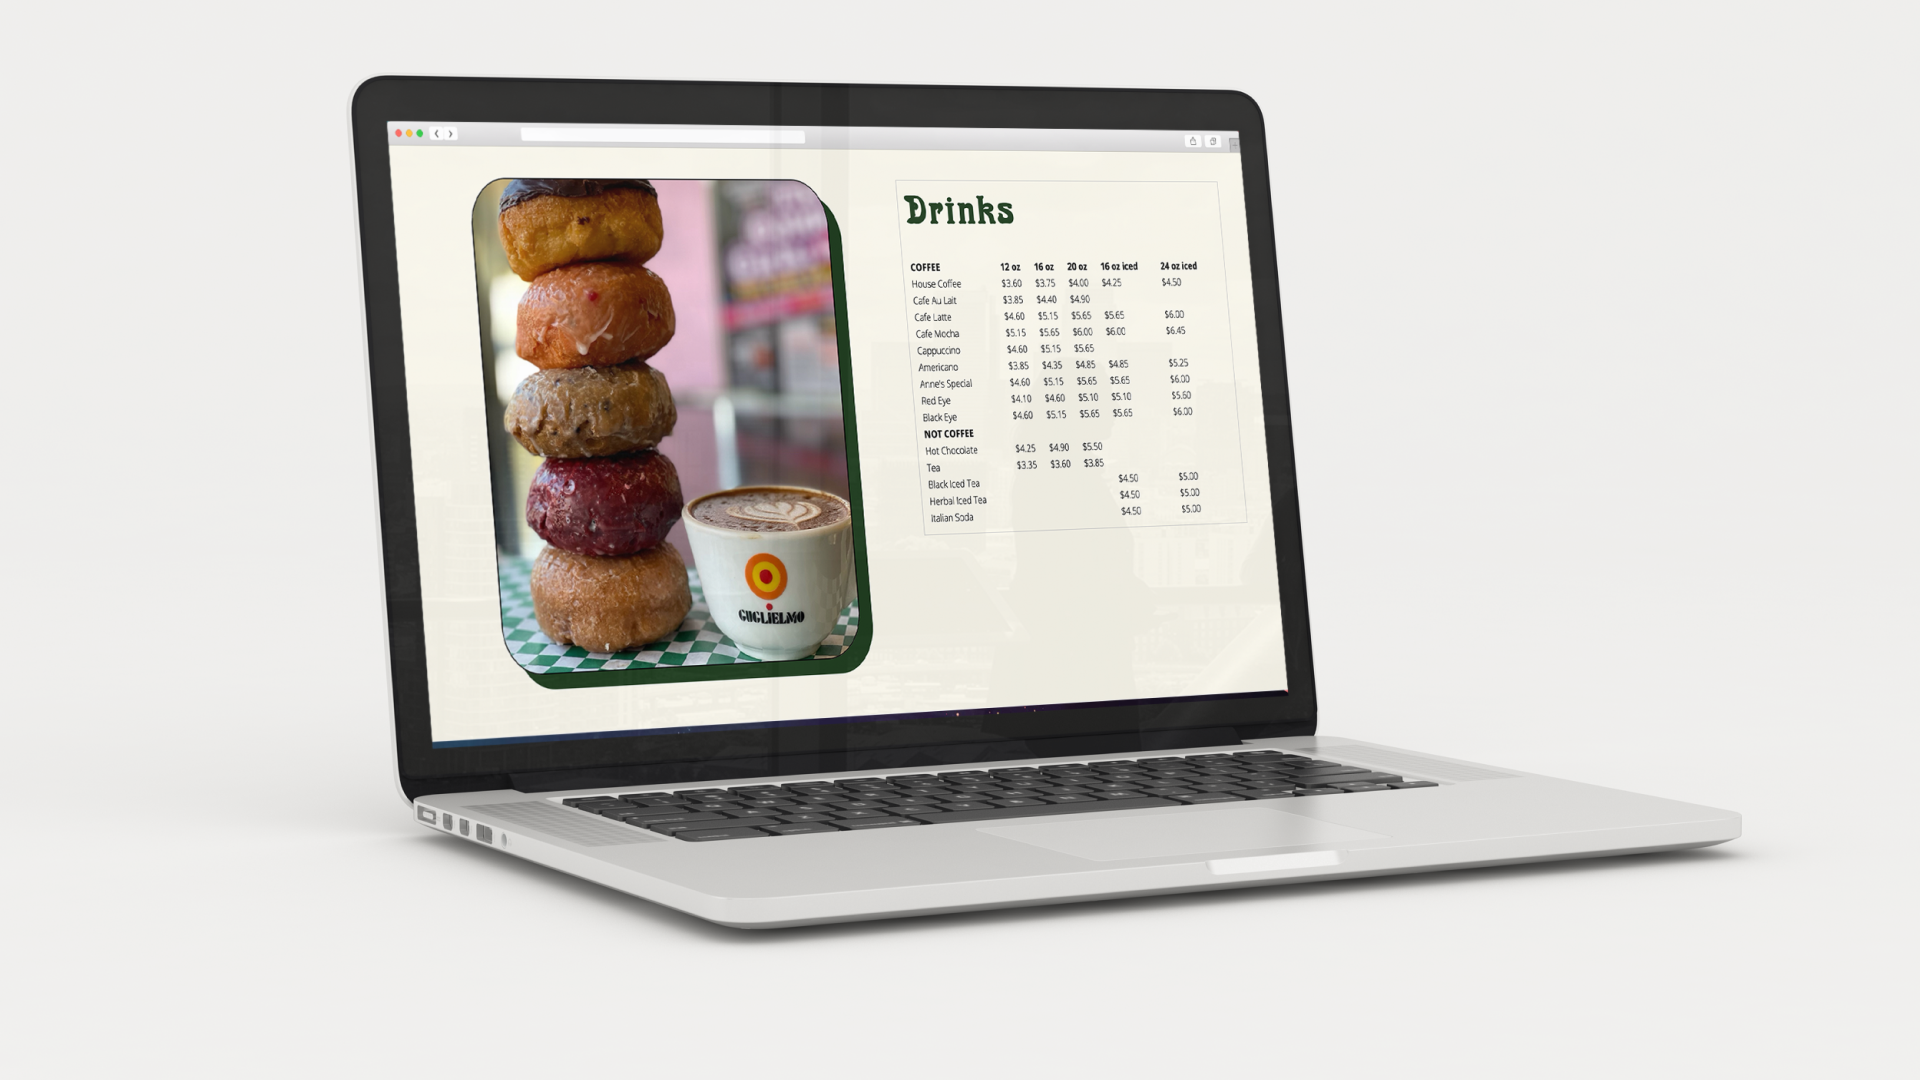 Drinks
COFFEE 12 oz 16 oz 20 oz 16 oz iced 24 oz iced
House Coffee $3.60 $3.75 $4.00 $4.25 $4.50
Cafe Au Lait $3.85 $4.40 $4.90
Cafe Latte $4.60 $5.15 $5.65 $5.65 $6.00
Cafe Mocha $5.15 $5.65 $6.00 $6.00 $6.45
Cappuccino $4.60 $5.15 $5.65
Americano $3.85 $4.35 $4.85 $4.85 $5.25
Anne's Special $4.60 $5.15 $5.65 $5.65 $6.00
Red Eye $4.10 $4.60 $5.10 $5.10 $5.60
Black Eye $4.60 $5.15 $5.65 $5.65 $6.00
NOT COFFEE
Hot Chocolate $4.25 $4.90 $5.50
Tea $3.35 $3.60 $3.85
Black Iced Tea $4.50 $5.00
Herbal Iced Tea $4.50 $5.00
Italian Soda $4.50 $5.00
GUGLIELMO